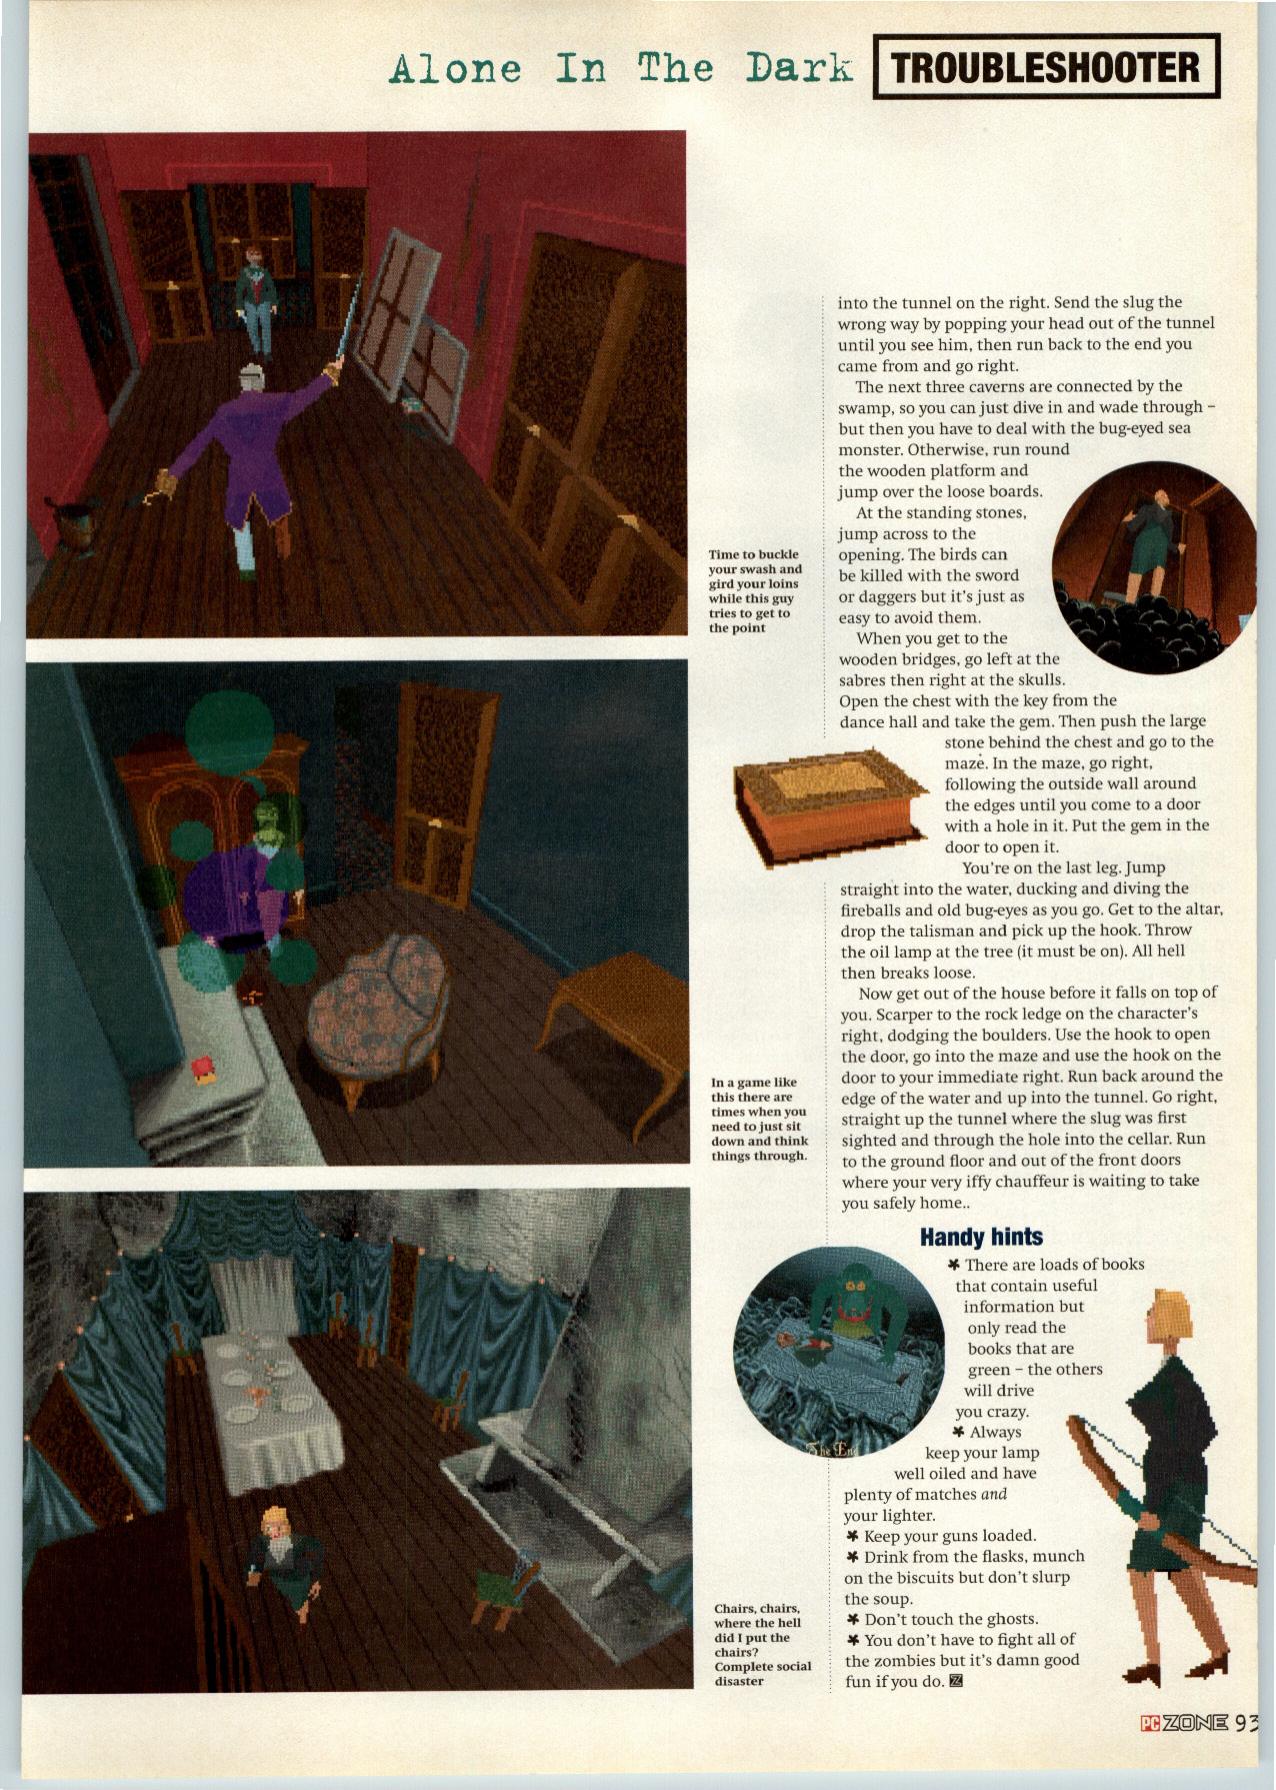 Alone In The Dark TROUBLESHOOTER
Time to buckle
your swash and
gird your loins
while this guy
tries to get to
the point
In a game like
this there are
times when you
need to just sit
down and think
things through.
Chairs, chairs,
where the hell
did I put the
chairs?
Complete social
disaster
into the tunnel on the right. Send the slug the
wrong way by popping your head out of the tunnel
until you see him, then run back to the end you
came from and go right.
The next three caverns are connected by the
swamp, so you can just dive in and wade through –
but then you have to deal with the bug-eyed sea
monster. Otherwise, run round
the wooden platform and
jump over the loose boards.
At the standing stones,
jump across to the
opening. The birds can
be killed with the sword
or daggers but it's just as
easy to avoid them.
When you get to the
wooden bridges, go left at the
sabres then right at the skulls.
Open the chest with the key from the
dance hall and take the gem. Then push the large
stone behind the chest and go to the
maze. In the maze, go right,
following the outside wall around
the edges until you come to a door
with a hole in it. Put the gem in the
door to open it.
You're on the last leg. Jump
straight into the water, ducking and diving the
fireballs and old bug-eyes as you go. Get to the altar,
drop the talisman and pick up the hook. Throw
the oil lamp at the tree (it must be on). All hell
then breaks loose.
Now get out of the house before it falls on top of
you. Scarper to the rock ledge on the character's
right, dodging the boulders. Use the hook to open
the door, go into the maze and use the hook on the
door to your immediate right. Run back around the
edge of the water and up into the tunnel. Go right,
straight up the tunnel where the slug was first
sighted and through the hole into the cellar. Run
to the ground floor and out of the front doors
where your very iffy chauffeur is waiting to take
you safely home..
Handy hints
* There are loads of books
that contain useful
information but
only read the
books that are
green – the others
will drive
you crazy.
* Always
keep your lamp
well oiled and have
plenty of matches and
your lighter.
* Keep your guns loaded.
* Drink from the flasks, munch
on the biscuits but don't slurp
the soup.
* Don't touch the ghosts.
* You don't have to fight all of
the zombies but it's damn good
fun if you do. Z
The End
PC ZONE 93